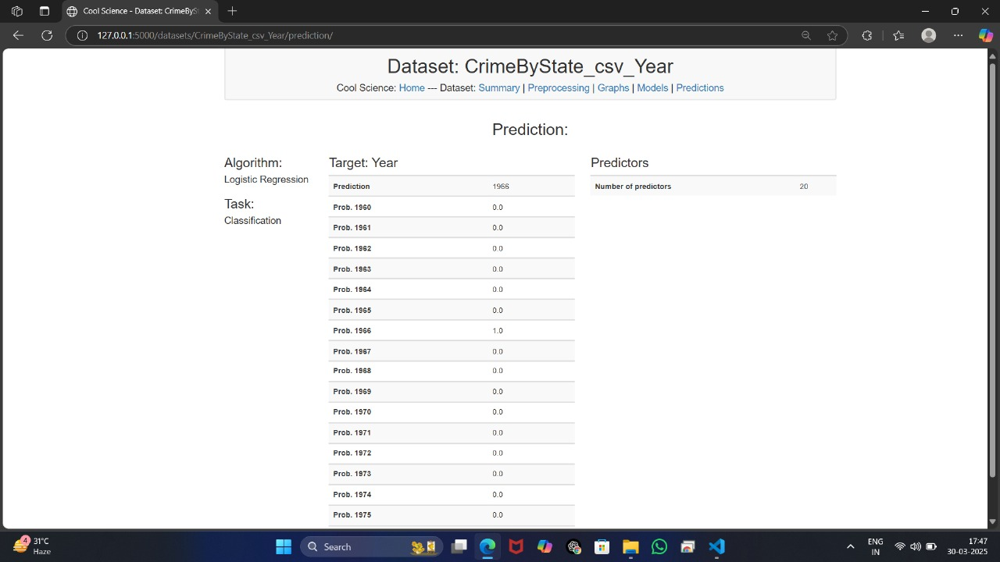 Cool Science - Dataset: CrimeBySt
127.0.0.1:5000/datasets/CrimeByState_csv_Year/prediction/
Dataset: CrimeByState_csv_Year
Cool Science: Home --- Dataset: Summary | Preprocessing | Graphs | Models | Predictions
Prediction:
Algorithm:
Logistic Regression
Task:
Classification
Target: Year
Prediction 1966
Prob. 1960 0.0
Prob. 1961 0.0
Prob. 1962 0.0
Prob. 1963 0.0
Prob. 1964 0.0
Prob. 1965 0.0
Prob. 1966 1.0
Prob. 1967 0.0
Prob. 1968 0.0
Prob. 1969 0.0
Prob. 1970 0.0
Prob. 1971 0.0
Prob. 1972 0.0
Prob. 1973 0.0
Prob. 1974 0.0
Prob. 1975 0.0
Predictors
Number of predictors 20
4
31°C
Haze
Search
ENG
IN
17:47
30-03-2025